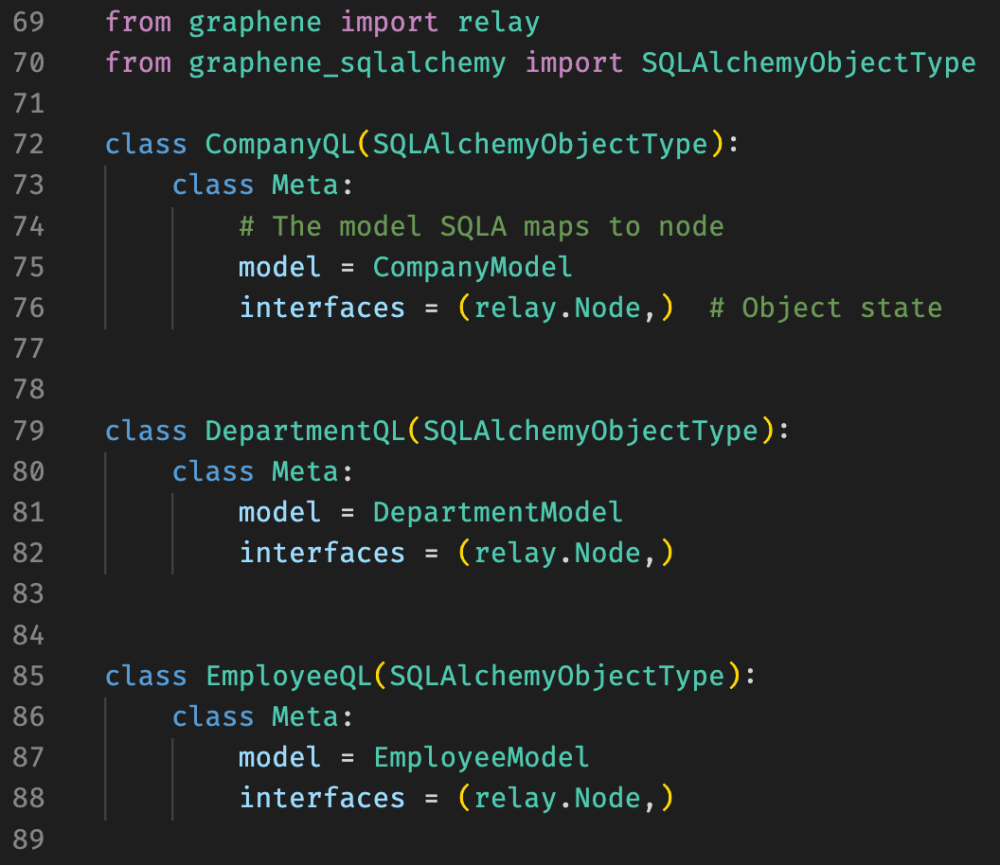 69 from graphene import relay
70 from graphene_sqlalchemy import SQLAlchemyObjectType
71
72 class CompanyQL(SQLAlchemyObjectType):
73     class Meta:
74         # The model SQLA maps to node
75         model = CompanyModel
76         interfaces = (relay.Node,)  # Object state
77
78
79 class DepartmentQL(SQLAlchemyObjectType):
80     class Meta:
81         model = DepartmentModel
82         interfaces = (relay.Node,)
83
84
85 class EmployeeQL(SQLAlchemyObjectType):
86     class Meta:
87         model = EmployeeModel
88         interfaces = (relay.Node,)
89